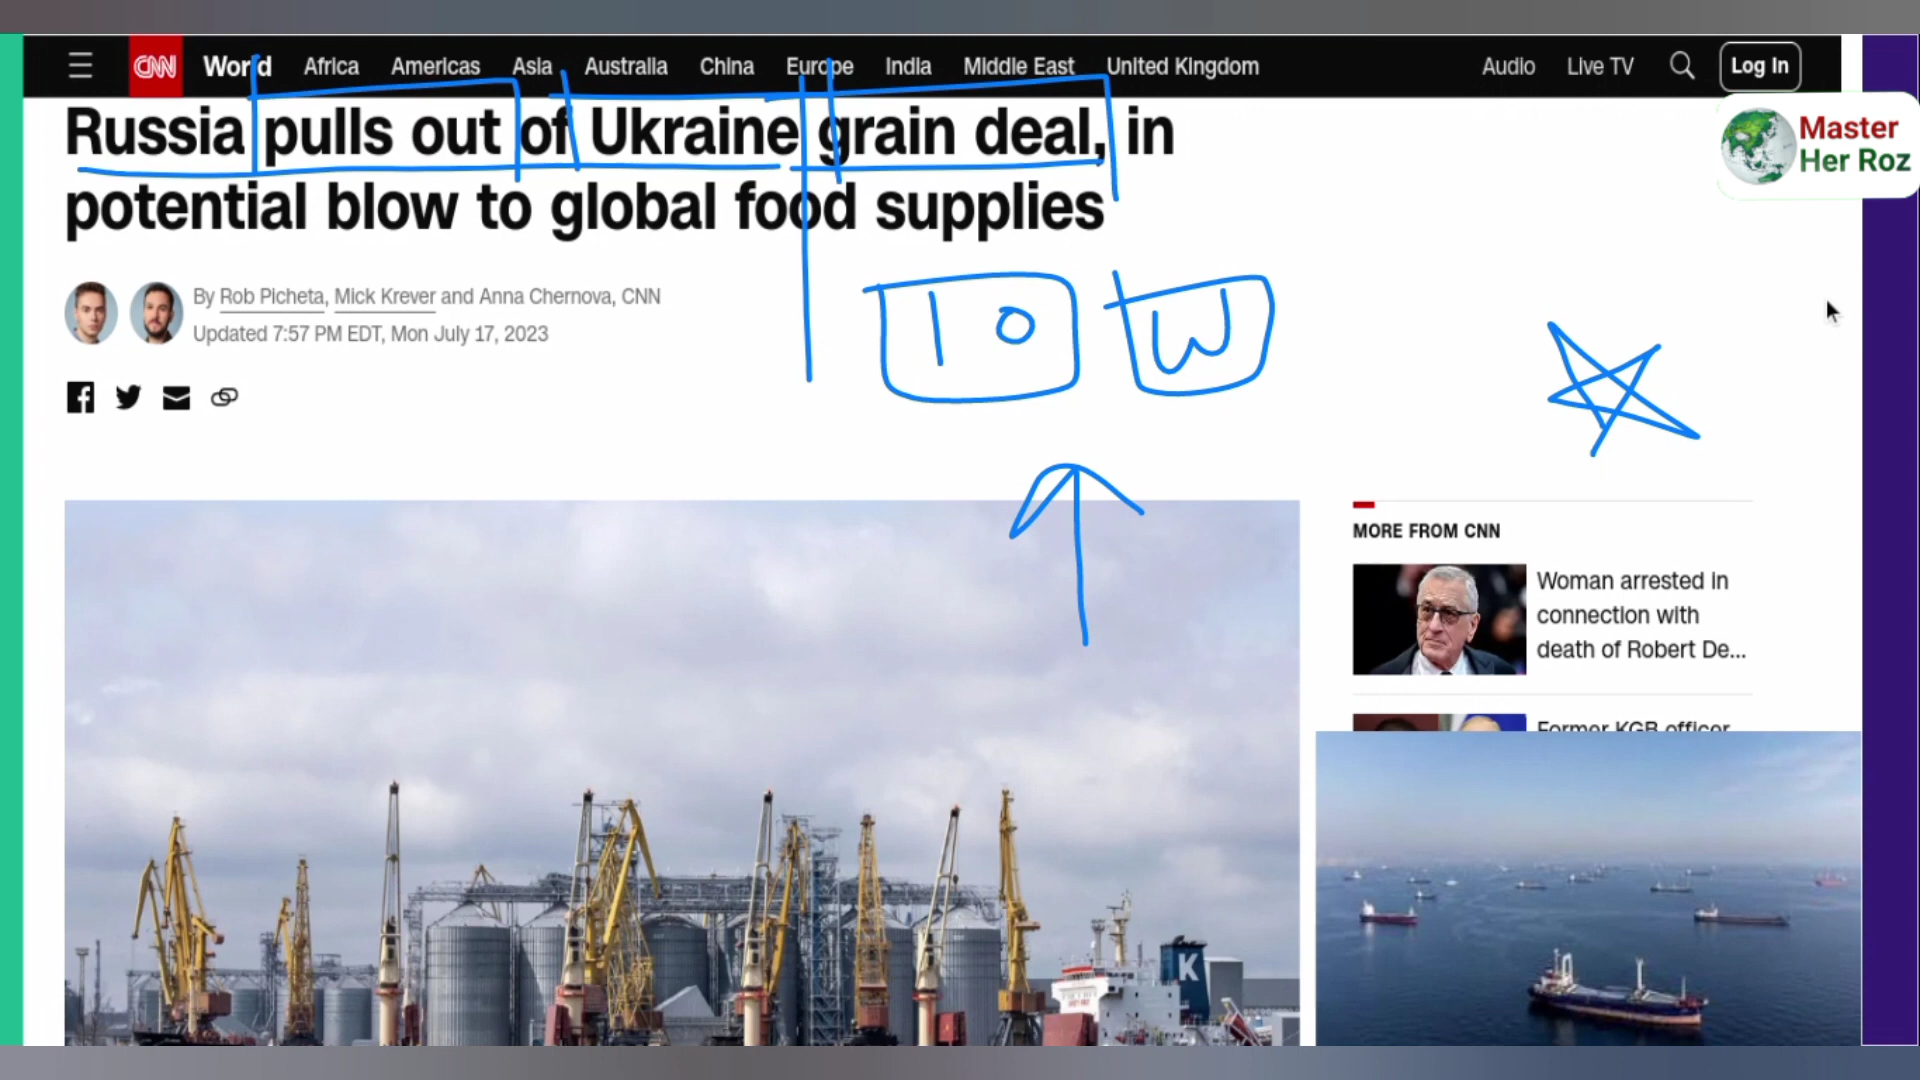 CNN World Africa Americas Asia Australia China Europe India Middle East United Kingdom Audio Live TV Log In
Master
Her Roz
Russia pulls out of Ukraine grain deal, in
potential blow to global food supplies
By Rob Picheta, Mick Krever and Anna Chernova, CNN
Updated 7:57 PM EDT, Mon July 17, 2023
10 W
MORE FROM CNN
Woman arrested in
connection with
death of Robert De...
Former KGB officer
K